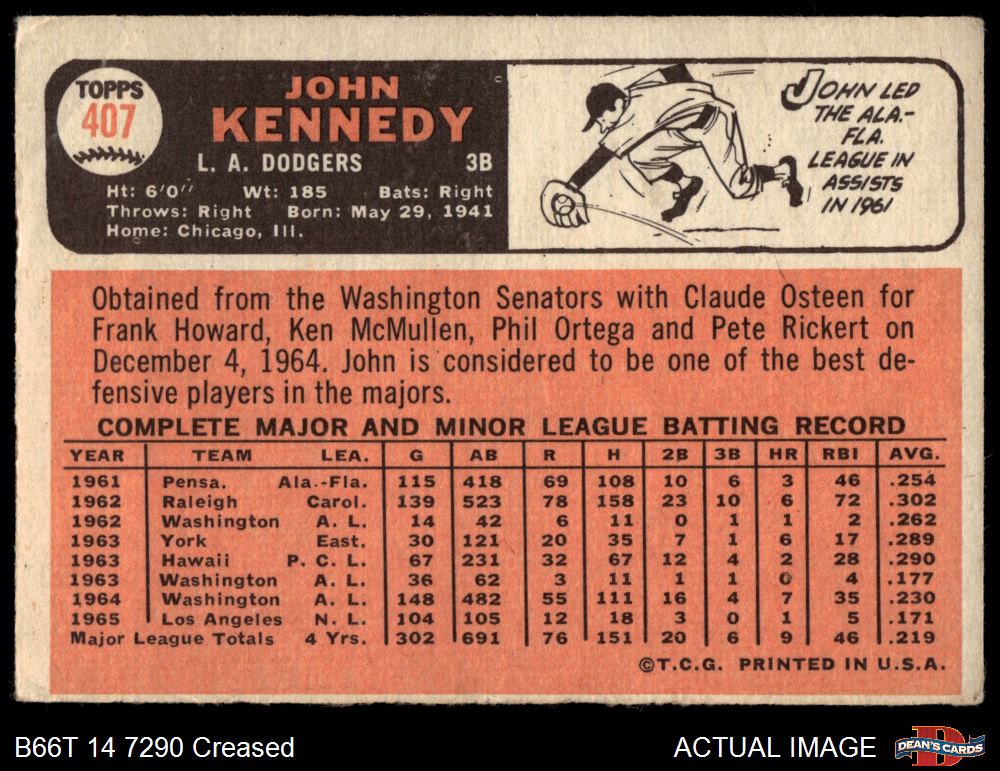 TOPPS
407
JOHN
KENNEDY
L. A. DODGERS 3B
Ht: 6'0" Wt: 185 Bats: Right
Throws: Right Born: May 29, 1941
Home: Chicago, Ill.
JOHN LED
THE ALA.-
FLA.
LEAGUE IN
ASSISTS
IN 1961
Obtained from the Washington Senators with Claude Osteen for
Frank Howard, Ken McMullen, Phil Ortega and Pete Rickert on
December 4, 1964. John is considered to be one of the best de-
fensive players in the majors.
COMPLETE MAJOR AND MINOR LEAGUE BATTING RECORD
YEAR TEAM LEA. G AB R H 2B 3B HR RBI AVG.
1961 Pensa. Ala.-Fla. 115 418 69 108 10 6 3 46 .254
1962 Raleigh Carol. 139 523 78 158 23 10 6 72 .302
1962 Washington A. L. 14 42 6 11 0 1 1 2 .262
1963 York East. 30 121 20 35 7 1 6 17 .289
1963 Hawaii P. C. L. 67 231 32 67 12 4 2 28 .290
1963 Washington A. L. 36 62 3 11 1 1 0 4 .177
1964 Washington A. L. 148 482 55 111 16 4 7 35 .230
1965 Los Angeles N. L. 104 105 12 18 3 0 1 5 .171
Major League Totals 4 Yrs. 302 691 76 151 20 6 9 46 .219
©T.C.G. PRINTED IN U.S.A.
B66T 14 7290 Creased ACTUAL IMAGE DEAN'S CARDS